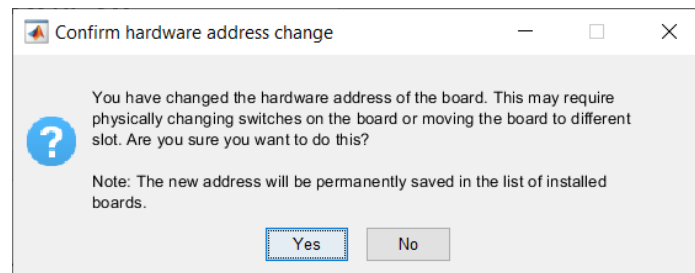 Confirm hardware address change
You have changed the hardware address of the board. This may require
physically changing switches on the board or moving the board to different
slot. Are you sure you want to do this?
Note: The new address will be permanently saved in the list of installed
boards.
Yes No